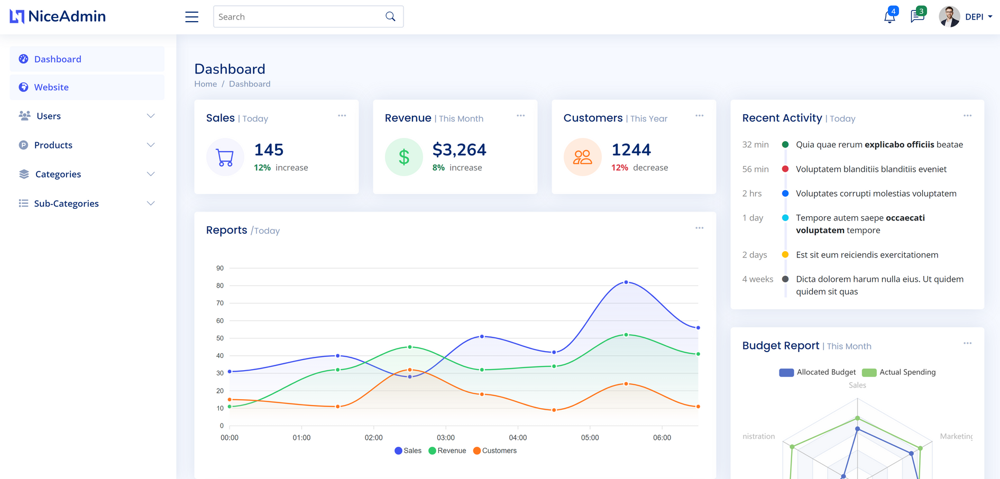 NiceAdmin
Search
4
3
DEPI
Dashboard
Website
Users
Products
Categories
Sub-Categories
Dashboard
Home / Dashboard
Sales | Today
145
12% increase
Revenue | This Month
$3,264
8% increase
Customers | This Year
1244
12% decrease
Reports /Today
90
80
70
60
50
40
30
20
10
0
00:00 01:00 02:00 03:00 04:00 05:00 06:00
Sales Revenue Customers
Recent Activity | Today
32 min Quia quae rerum explicabo officiis beatae
56 min Voluptatem blanditiis blanditiis eveniet
2 hrs Voluptates corrupti molestias voluptatem
1 day Tempore autem saepe occaecati
voluptatem tempore
2 days Est sit eum reiciendis exercitationem
4 weeks Dicta dolorem harum nulla eius. Ut quidem
quidem sit quas
Budget Report | This Month
Allocated Budget Actual Spending
Sales
nistration Marketing